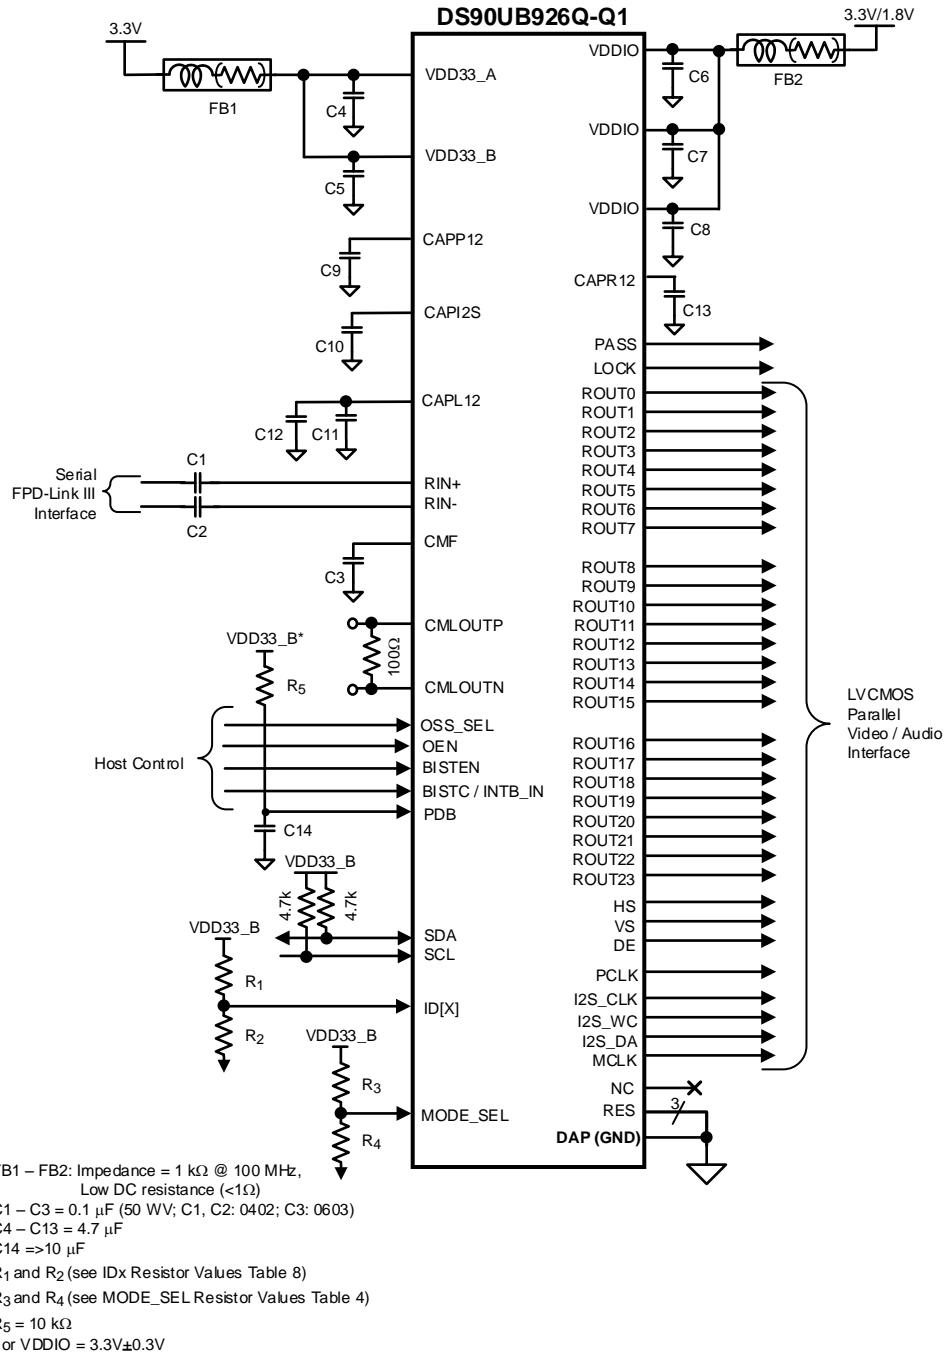 DS90UB926Q-Q1
3.3V
3.3V/1.8V
FB1
FB2
VDD33_A
C4
VDD33_B
C5
CAPP12
C9
CAPI2S
C10
CAPL12
C12
C11
Serial
FPD-Link III
Interface
C1
C2
RIN+
RIN-
CMF
C3
CMLOUTP
100Ω
CMLOUTN
VDD33_B*
R5
Host Control
OSS_SEL
OEN
BISTEN
BISTC / INTB_IN
PDB
C14
VDD33_B
4.7k
4.7k
SDA
SCL
VDD33_B
R1
R2
ID[X]
VDD33_B
R3
R4
MODE_SEL
VDDIO
C6
VDDIO
C7
VDDIO
C8
CAPR12
C13
PASS
LOCK
ROUT0
ROUT1
ROUT2
ROUT3
ROUT4
ROUT5
ROUT6
ROUT7
ROUT8
ROUT9
ROUT10
ROUT11
ROUT12
ROUT13
ROUT14
ROUT15
ROUT16
ROUT17
ROUT18
ROUT19
ROUT20
ROUT21
ROUT22
ROUT23
HS
VS
DE
PCLK
I2S_CLK
I2S_WC
I2S_DA
MCLK
LVCMOS
Parallel
Video / Audio
Interface
NC
RES
3
DAP (GND)
FB1 – FB2: Impedance = 1 kΩ @ 100 MHz,
Low DC resistance (<1Ω)
C1 – C3 = 0.1 μF (50 WV; C1, C2: 0402; C3: 0603)
C4 – C13 = 4.7 μF
C14 =>10 μF
R1 and R2 (see IDx Resistor Values Table 8)
R3 and R4 (see MODE_SEL Resistor Values Table 4)
R5 = 10 kΩ
or VDDIO = 3.3V±0.3V